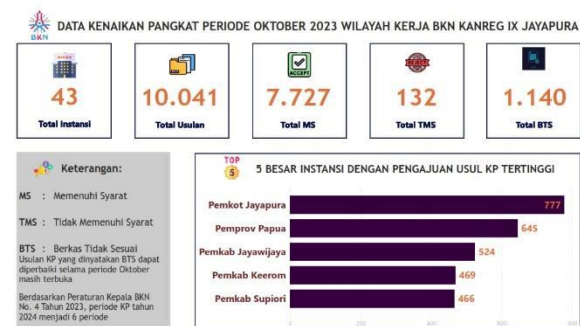 BKN
DATA KENAIKAN PANGKAT PERIODE OKTOBER 2023 WILAYAH KERJA BKN KANREG IX JAYAPURA
43
Total Instansi
10.041
Total Usulan
ACCEPT
7.727
Total MS
132
Total TMS
1.140
Total BTS
Keterangan:
MS : Memenuhi Syarat
TMS : Tidak Memenuhi Syarat
BTS : Berkas Tidak Sesuai
Usulan KP yang dinyatakan BTS dapat
diperbaiki selama periode Oktober
masih terbuka
Berdasarkan Peraturan Kepala BKN
No. 4 Tahun 2023, periode KP tahun
2024 menjadi 6 periode
TOP
5
5 BESAR INSTANSI DENGAN PENGAJUAN USUL KP TERTINGGI
Pemkot Jayapura 777
Pemprov Papua 645
Pemkab Jayawijaya 524
Pemkab Keerom 469
Pemkab Supiori 466